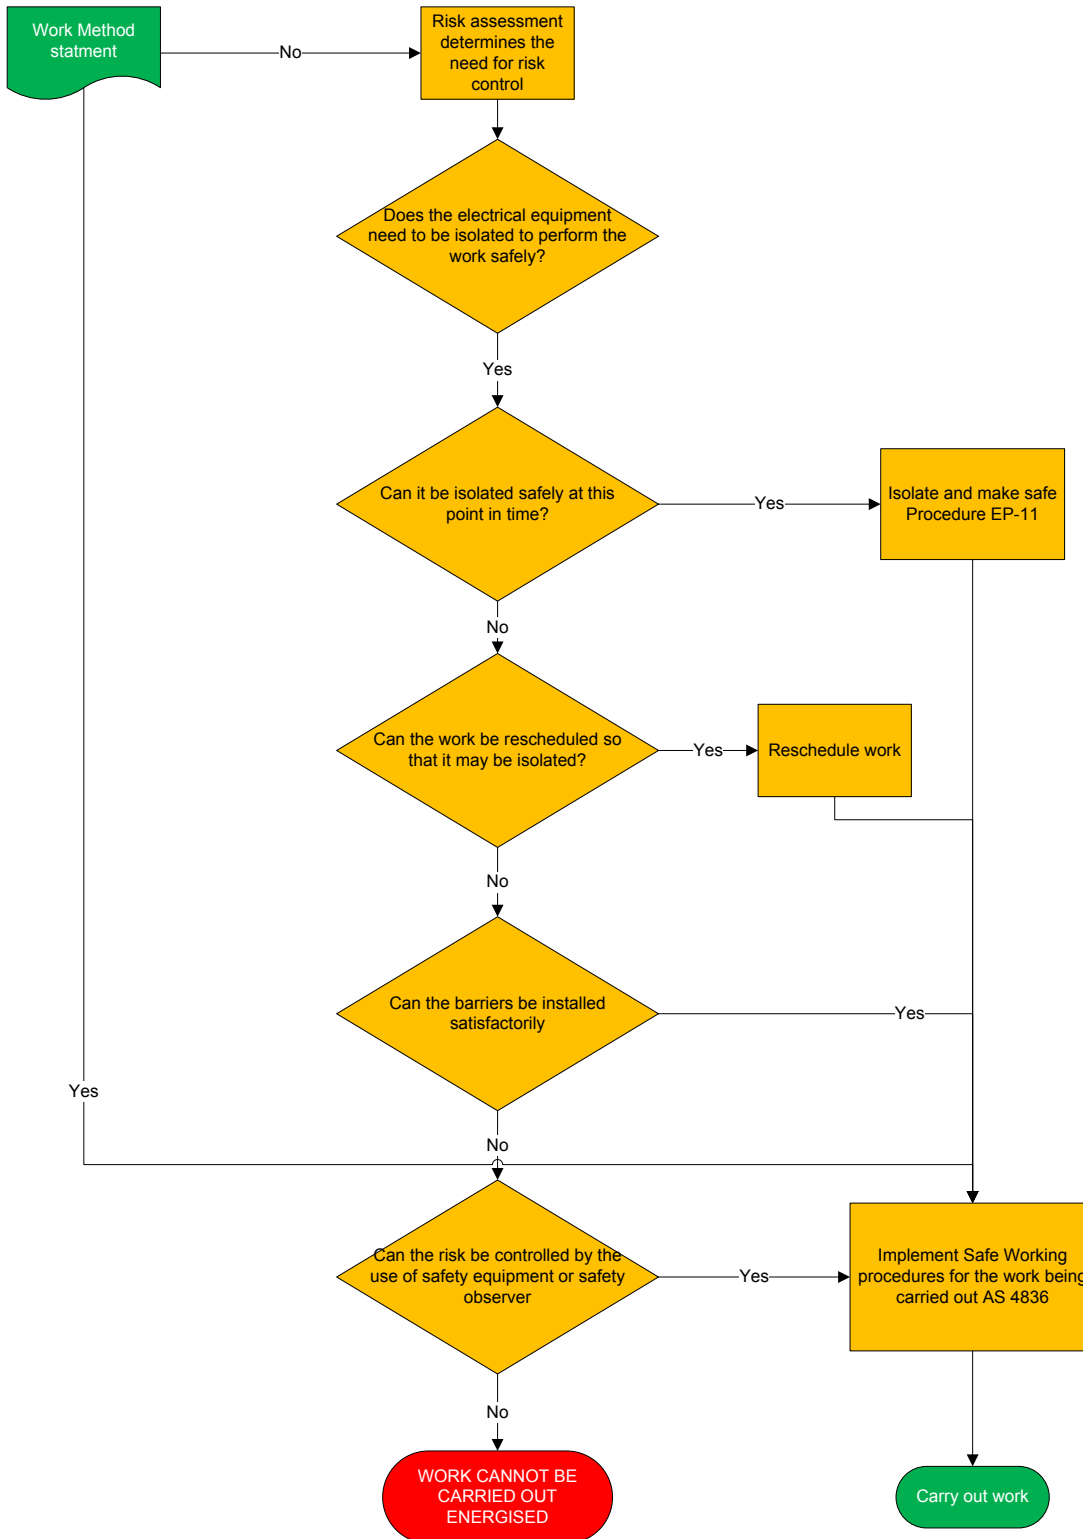 Work Method
statment
No
Risk assessment
determines the
need for risk
control
Does the electrical equipment
need to be isolated to perform the
work safely?
Yes
Can it be isolated safely at this
point in time?
Yes
Isolate and make safe
Procedure EP-11
No
Can the work be rescheduled so
that it may be isolated?
Yes
Reschedule work
No
Can the barriers be installed
satisfactorily
Yes
Yes
No
Can the risk be controlled by the
use of safety equipment or safety
observer
Yes
Implement Safe Working
procedures for the work being
carried out AS 4836
No
WORK CANNOT BE
CARRIED OUT
ENERGISED
Carry out work